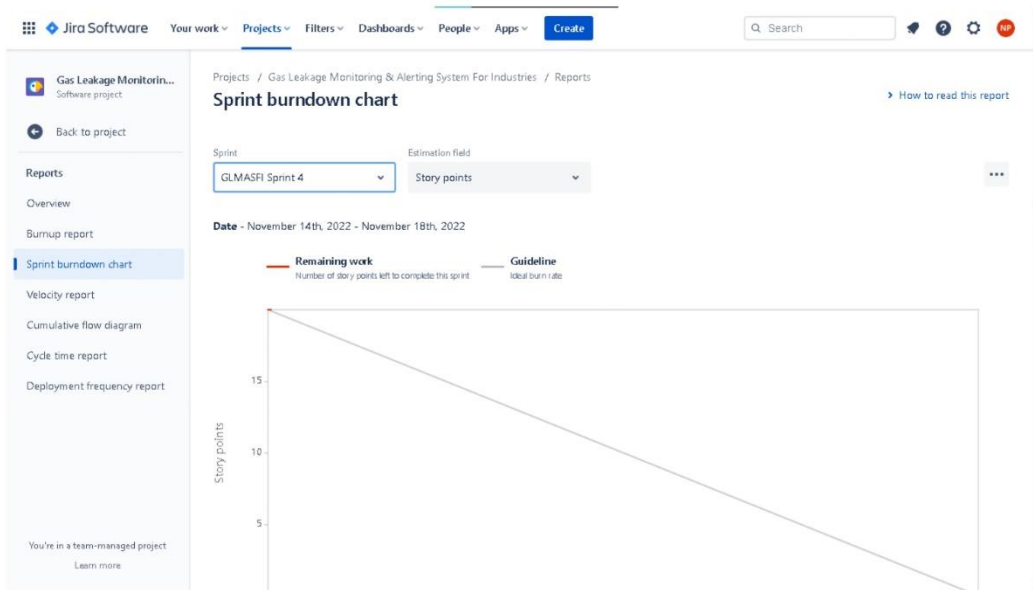 Jira Software Your work Projects Filters Dashboards People Apps Create Search NP
Gas Leakage Monitorin...
Software project
Back to project
Reports
Overview
Burnup report
Sprint burndown chart
Velocity report
Cumulative flow diagram
Cycle time report
Deployment frequency report
You're in a team-managed project
Learn more
Projects / Gas Leakage Monitoring & Alerting System For Industries / Reports
Sprint burndown chart
How to read this report
Sprint Estimation field
GLMASFI Sprint 4 Story points
Date - November 14th, 2022 - November 18th, 2022
Remaining work Guideline
Number of story points left to complete this sprint Ideal burn rate
15
10
5
Story points